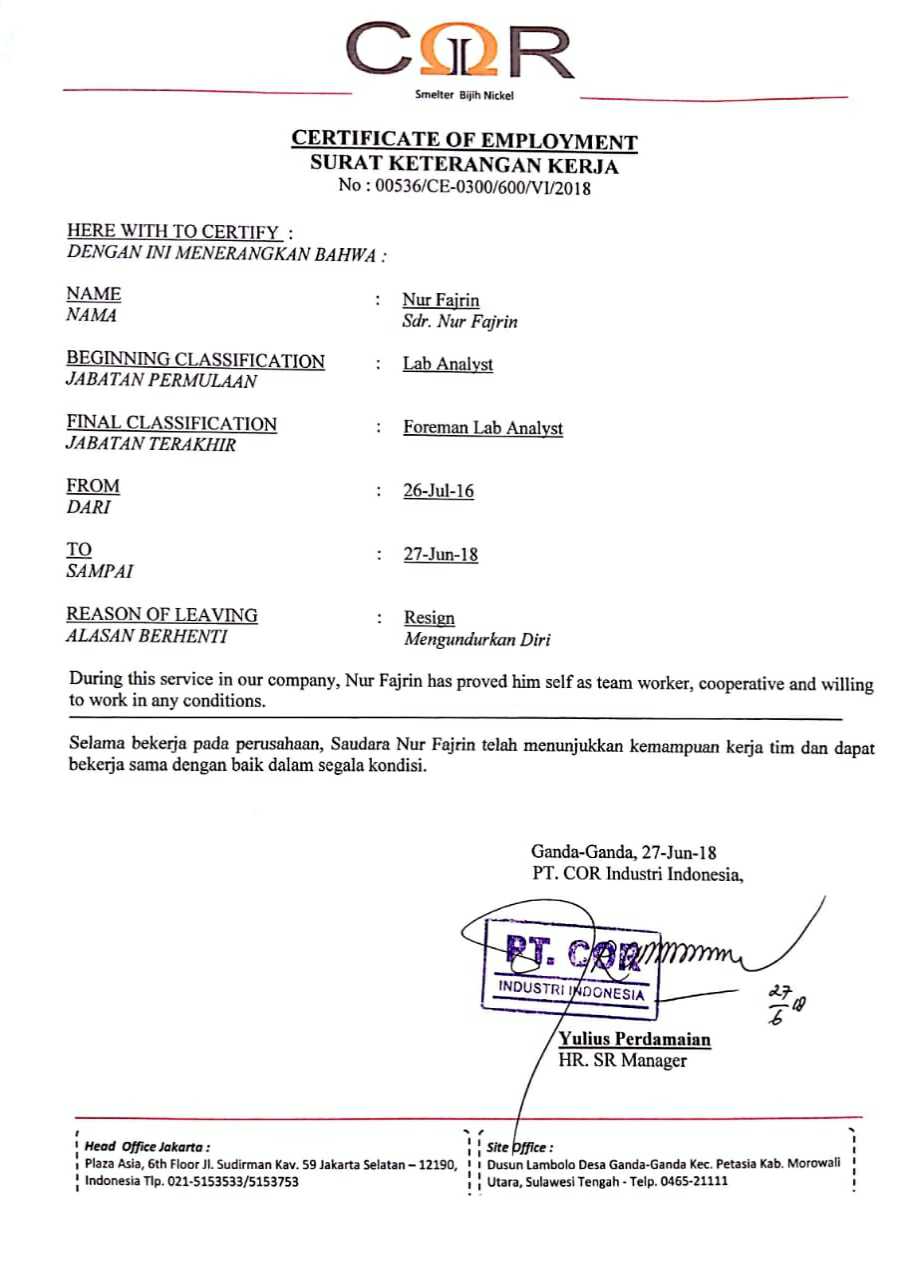 COR
Smelter Bijih Nickel
CERTIFICATE OF EMPLOYMENT
SURAT KETERANGAN KERJA
No : 00536/CE-0300/600/VI/2018
HERE WITH TO CERTIFY :
DENGAN INI MENERANGKAN BAHWA :
NAME : Nur Fajrin
NAMA Sdr. Nur Fajrin
BEGINNING CLASSIFICATION : Lab Analyst
JABATAN PERMULAAN
FINAL CLASSIFICATION : Foreman Lab Analyst
JABATAN TERAKHIR
FROM : 26-Jul-16
DARI
TO : 27-Jun-18
SAMPAI
REASON OF LEAVING : Resign
ALASAN BERHENTI Mengundurkan Diri
During this service in our company, Nur Fajrin has proved him self as team worker, cooperative and willing
to work in any conditions.
Selama bekerja pada perusahaan, Saudara Nur Fajrin telah menunjukkan kemampuan kerja tim dan dapat
bekerja sama dengan baik dalam segala kondisi.
Ganda-Ganda, 27-Jun-18
PT. COR Industri Indonesia,
PT. COR
INDUSTRI INDONESIA
27/6 18
Yulius Perdamaian
HR. SR Manager
Head Office Jakarta :
Plaza Asia, 6th Floor Jl. Sudirman Kav. 59 Jakarta Selatan – 12190,
Indonesia Tlp. 021-5153533/5153753
Site Office :
Dusun Lambolo Desa Ganda-Ganda Kec. Petasia Kab. Morowali
Utara, Sulawesi Tengah - Telp. 0465-21111